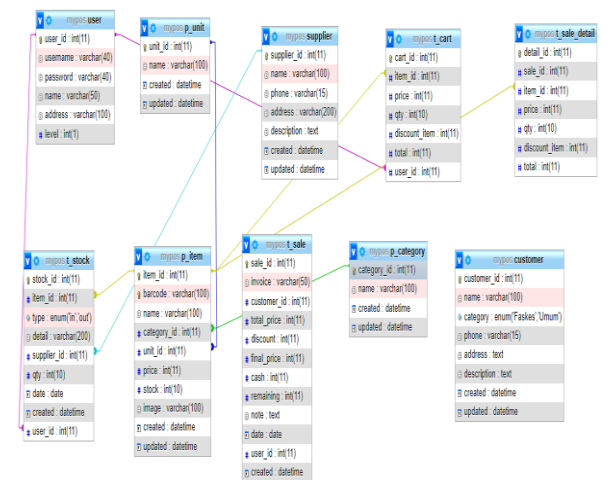 mypos user
user_id : int(11)
username : varchar(40)
password : varchar(40)
name : varchar(50)
address : varchar(100)
level : int(1)
mypos p_unit
unit_id : int(11)
name : varchar(100)
created : datetime
updated : datetime
mypos supplier
supplier_id : int(11)
name : varchar(100)
phone : varchar(15)
address : varchar(200)
description : text
created : datetime
updated : datetime
mypos t_cart
cart_id : int(11)
item_id : int(11)
price : int(11)
qty : int(10)
discount_item : int(11)
total : int(11)
user_id : int(11)
mypos t_sale_detail
detail_id : int(11)
sale_id : int(11)
item_id : int(11)
price : int(11)
qty : int(10)
discount_item : int(11)
total : int(11)
mypos t_stock
stock_id : int(11)
item_id : int(11)
type : enum('in','out')
detail : varchar(200)
supplier_id : int(11)
qty : int(10)
date : date
created : datetime
user_id : int(11)
mypos p_item
item_id : int(11)
barcode : varchar(100)
name : varchar(100)
category_id : int(11)
unit_id : int(11)
price : int(11)
stock : int(10)
image : varchar(100)
created : datetime
updated : datetime
mypos t_sale
sale_id : int(11)
invoice : varchar(50)
customer_id : int(11)
total_price : int(11)
discount : int(11)
final_price : int(11)
cash : int(11)
remaining : int(11)
note : text
date : date
user_id : int(11)
created : datetime
mypos p_category
category_id : int(11)
name : varchar(100)
created : datetime
updated : datetime
mypos customer
customer_id : int(11)
name : varchar(100)
category : enum('Faskes','Umum')
phone : varchar(15)
address : text
description : text
created : datetime
updated : datetime